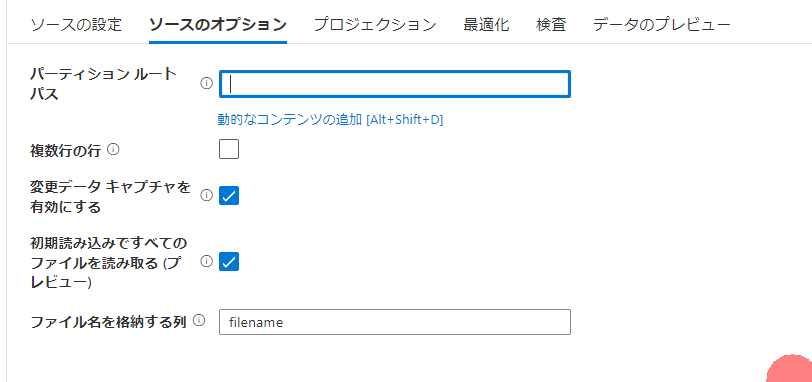 ソースの設定 ソースのオプション プロジェクション 最適化 検査 データのプレビュー
パーティション ルート
パス
動的なコンテンツの追加 [Alt+Shift+D]
複数行の行
変更データ キャプチャを
有効にする
初期読み込みですべての
ファイルを読み取る (プ
レビュー)
ファイル名を格納する列 filename